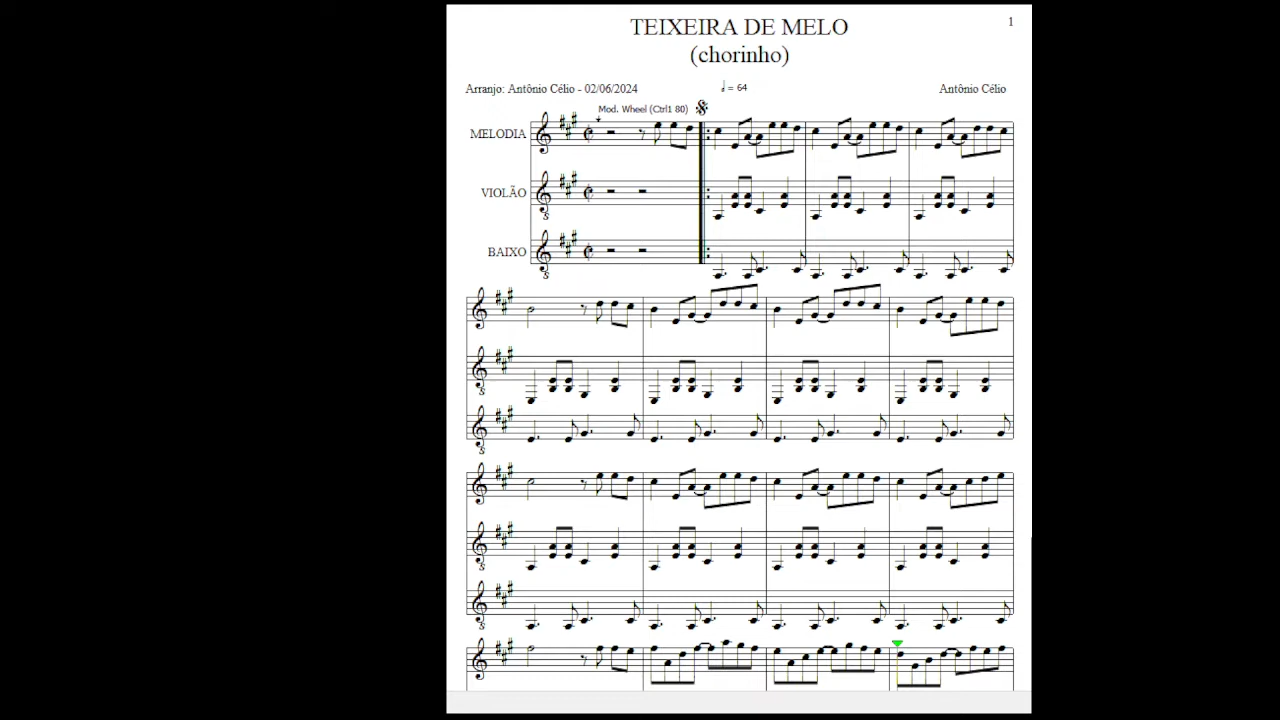 1
TEIXEIRA DE MELO
(chorinho)
Arranjo: Antônio Célio - 02/06/2024
= 64
Antônio Célio
Mod. Wheel (Ctrl1 80)
MELODIA
VIOLÃO
BAIXO